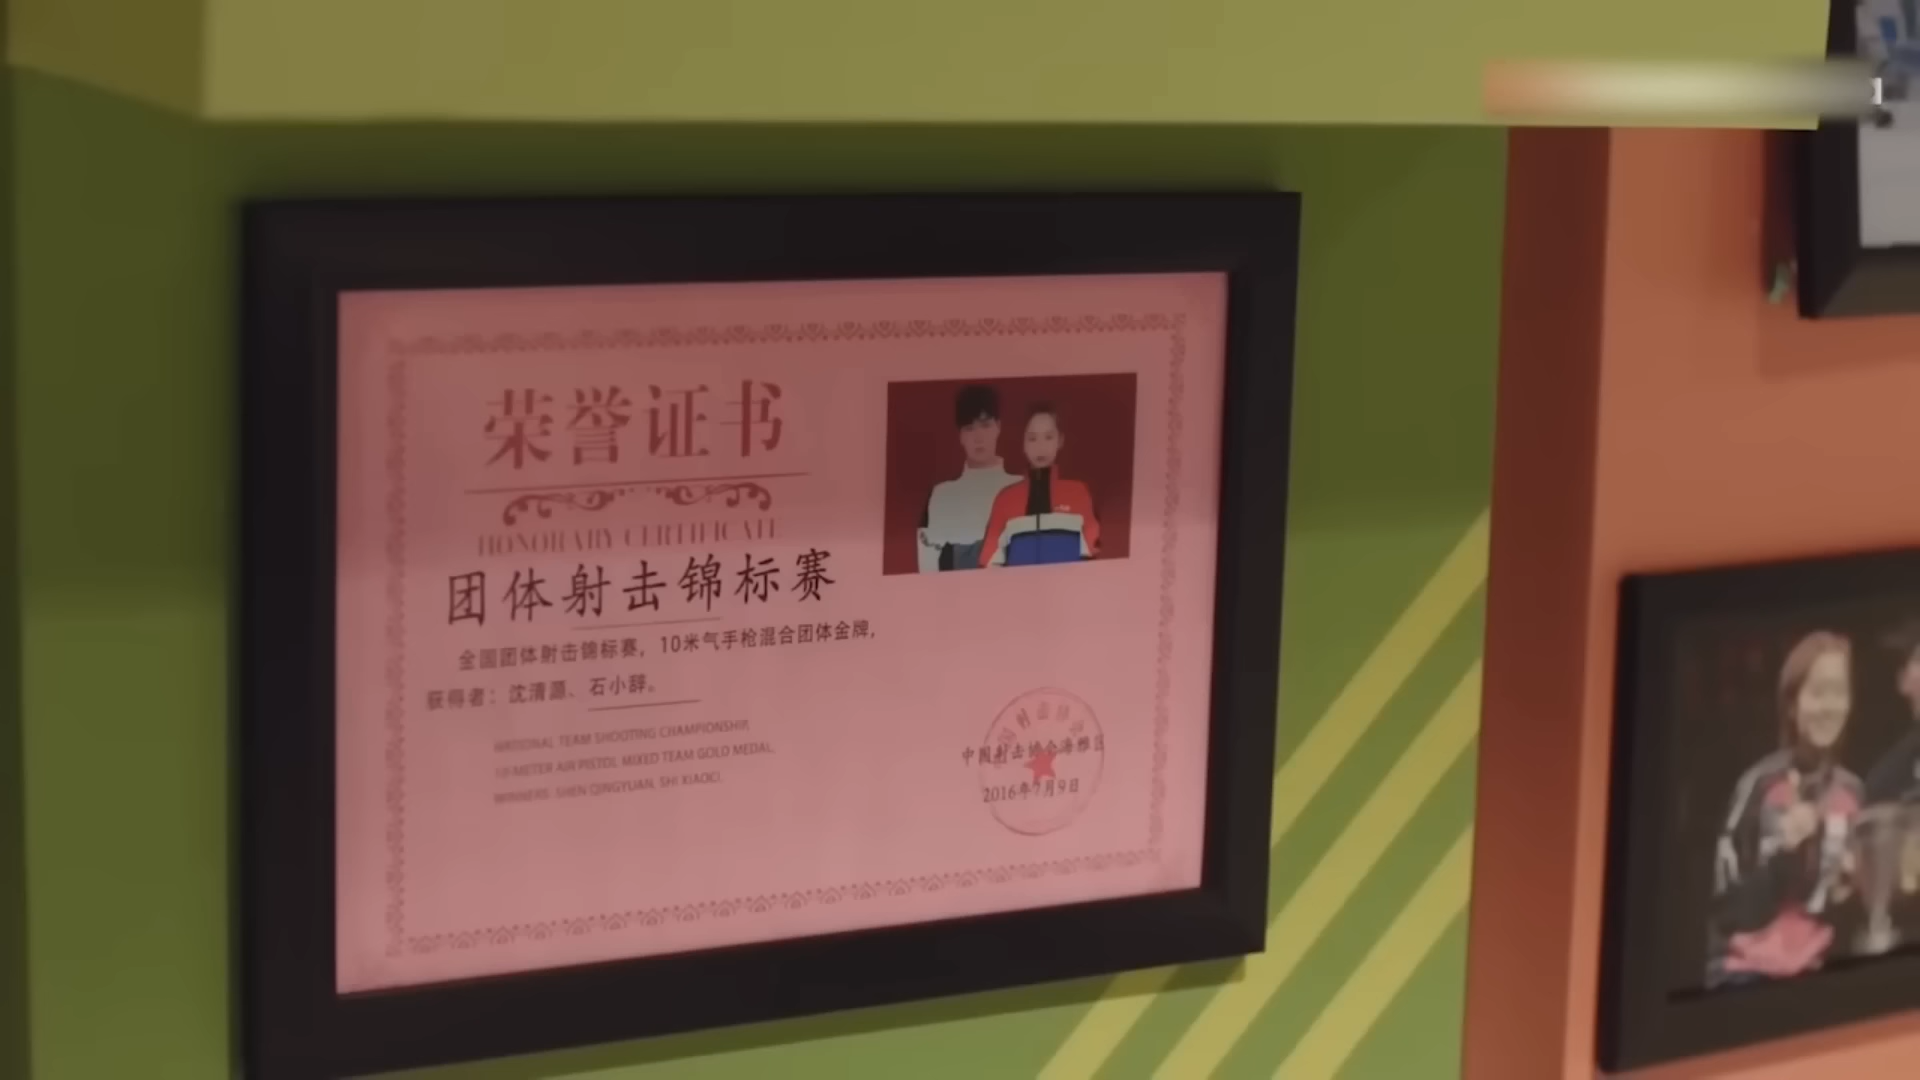 荣誉证书
HONORARY CERTIFICATE
团体射击锦标赛
全国团体射击锦标赛，10米气手枪混合团体金牌，
获得者：沈清源、石小辞。
NATIONAL TEAM SHOOTING CHAMPIONSHIP,
10-METER AIR PISTOL MIXED TEAM GOLD MEDAL,
WINNERS: SHEN QINGYUAN, SHI XIAOCI.
中国射击协会海雅区
2016年7月9日